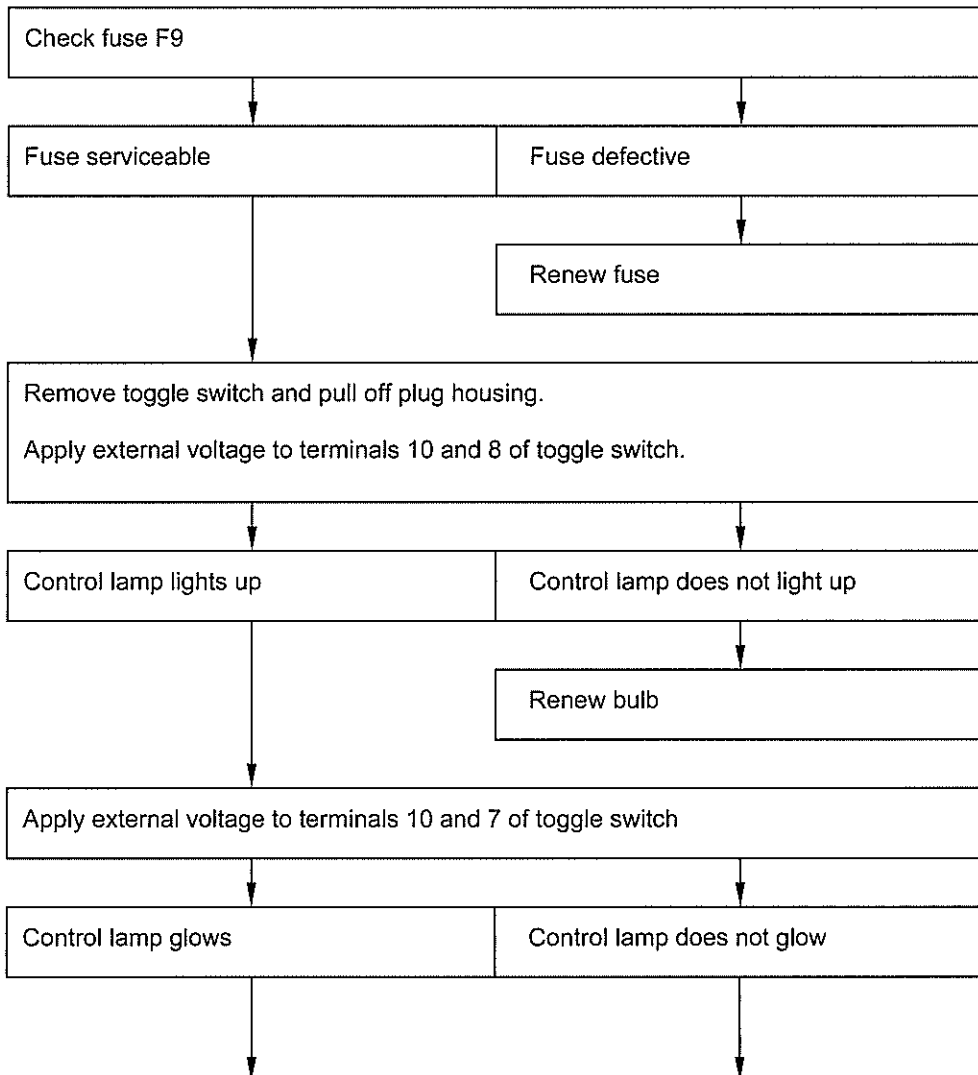 Check fuse F9
Fuse serviceable
Fuse defective
Renew fuse
Remove toggle switch and pull off plug housing.
Apply external voltage to terminals 10 and 8 of toggle switch.
Control lamp lights up
Control lamp does not light up
Renew bulb
Apply external voltage to terminals 10 and 7 of toggle switch
Control lamp glows
Control lamp does not glow